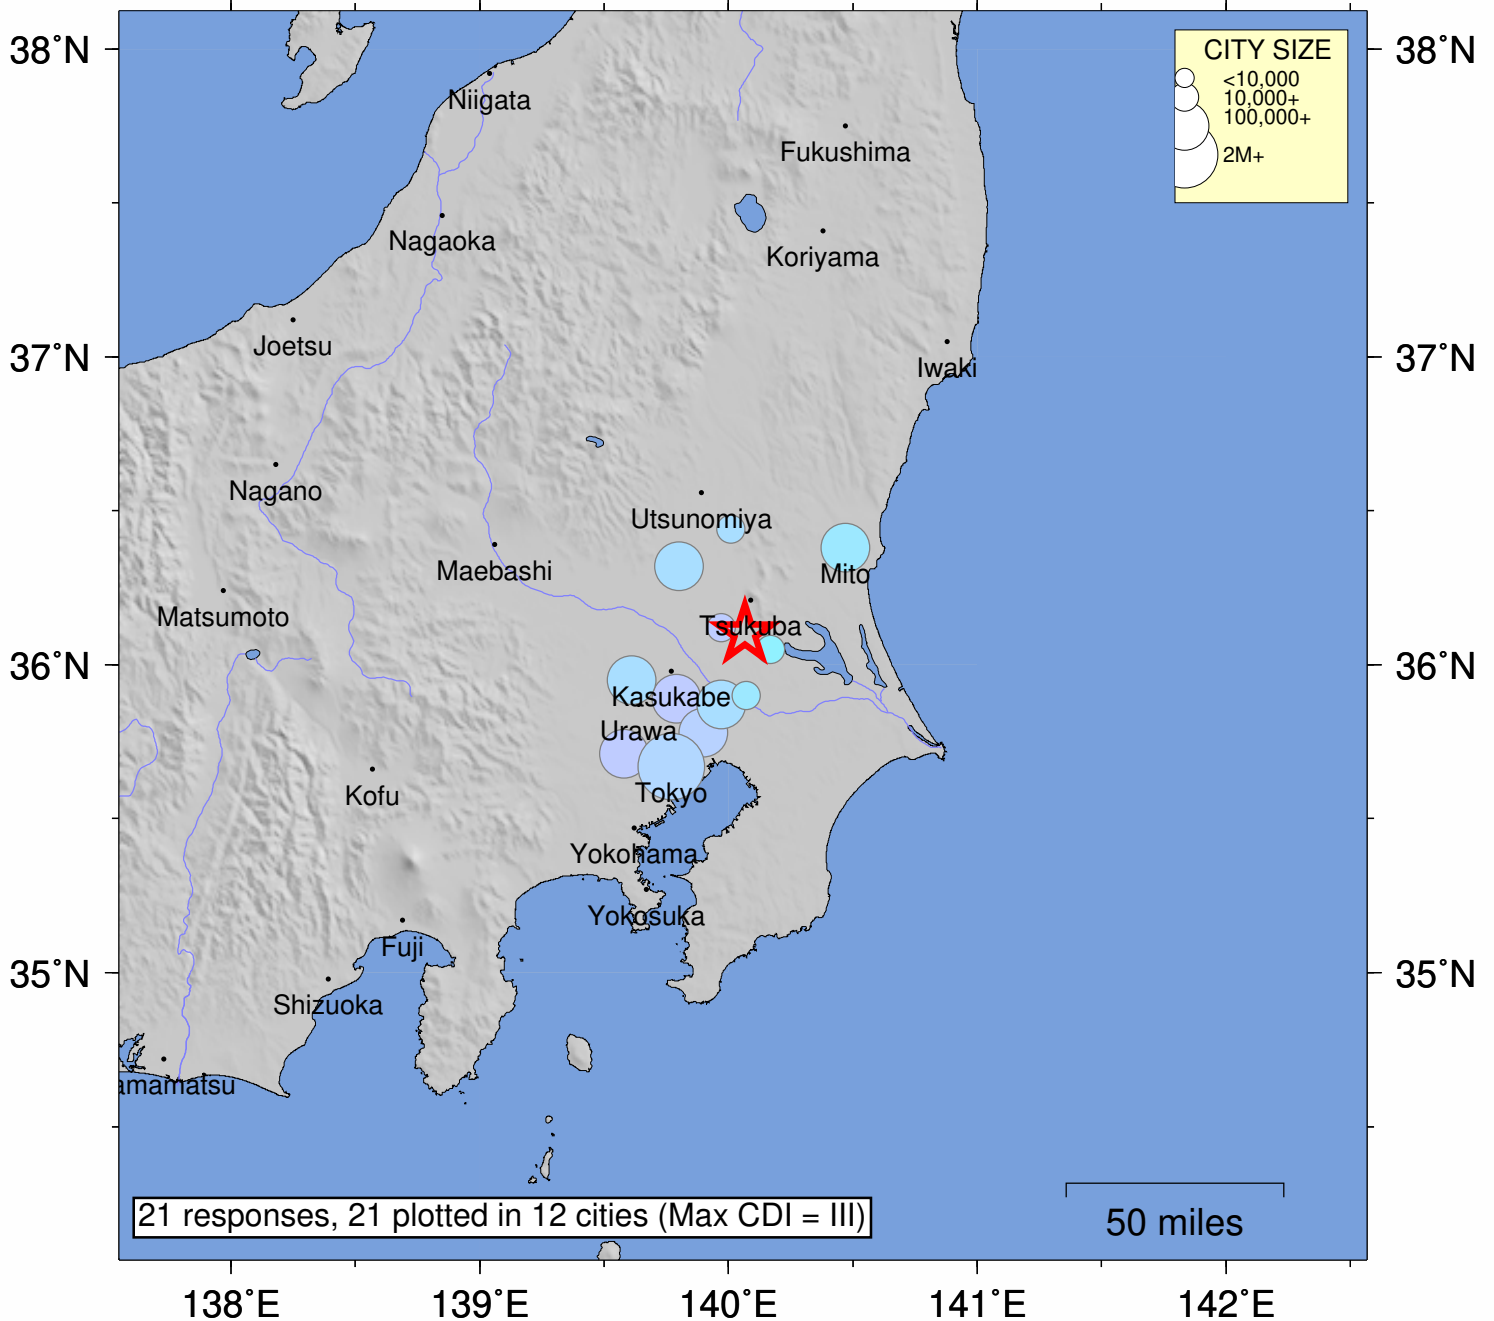 38°N
38°N
CITY SIZE
<10,000
10,000+
100,000+
2M+
Niigata
Fukushima
Nagaoka
Koriyama
Joetsu
37°N
37°N
Iwaki
Nagano
Utsunomiya
Maebashi
Mito
Matsumoto
Tsukuba
36°N
36°N
Kasukabe
Urawa
Kofu
Tokyo
Yokohama
Yokosuka
Fuji
35°N
35°N
Shizuoka
amamatsu
21 responses, 21 plotted in 12 cities (Max CDI = III)
50 miles
138°E
139°E
140°E
141°E
142°E